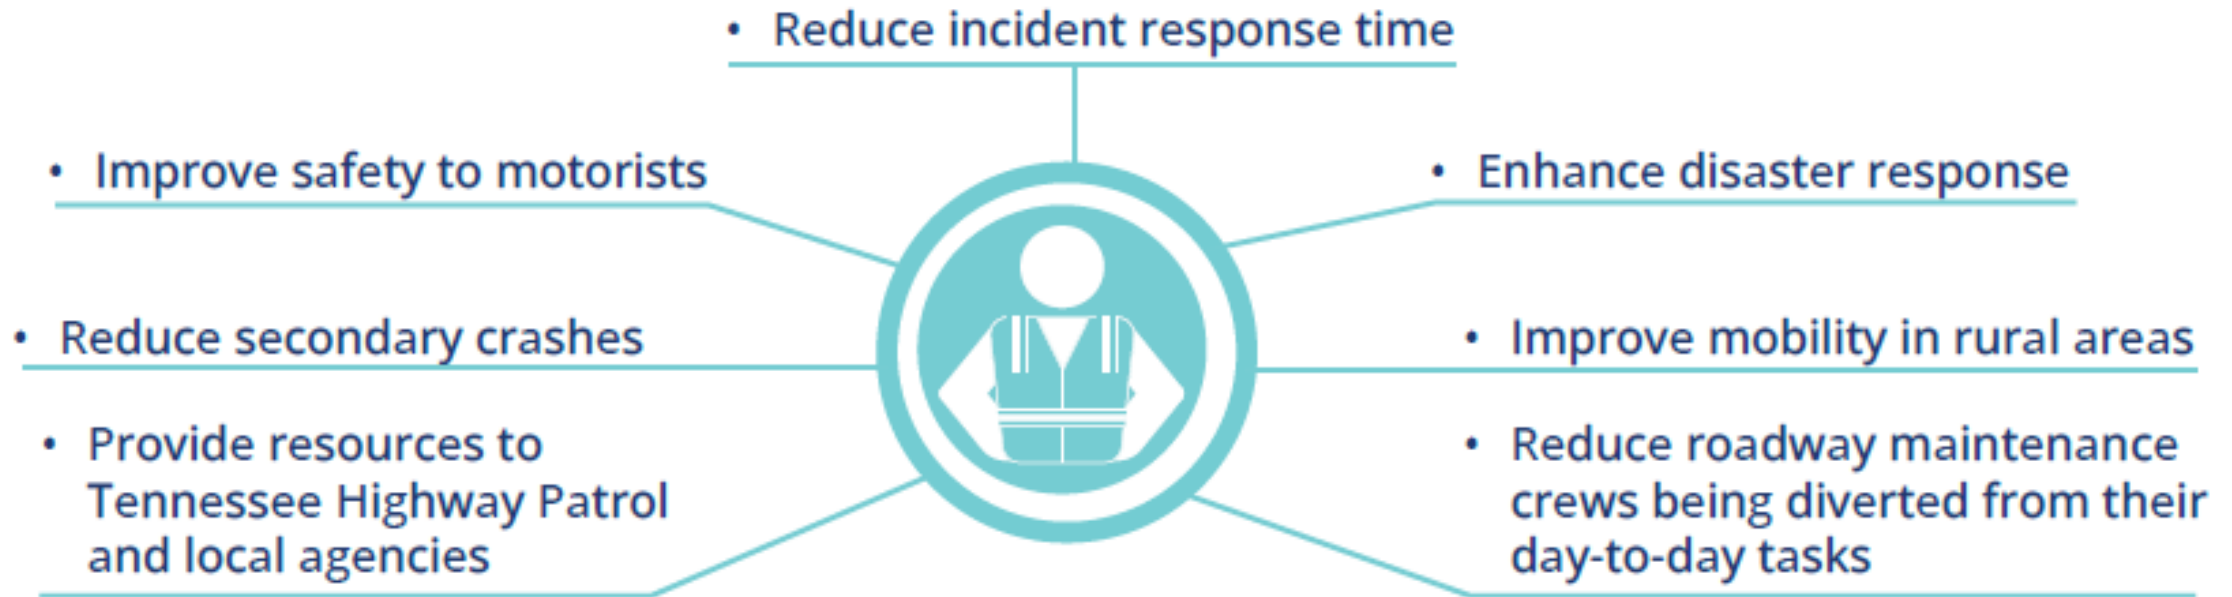 • Reduce incident response time
• Improve safety to motorists
• Enhance disaster response
• Reduce secondary crashes
• Improve mobility in rural areas
• Provide resources to
Tennessee Highway Patrol
and local agencies
• Reduce roadway maintenance
crews being diverted from their
day-to-day tasks